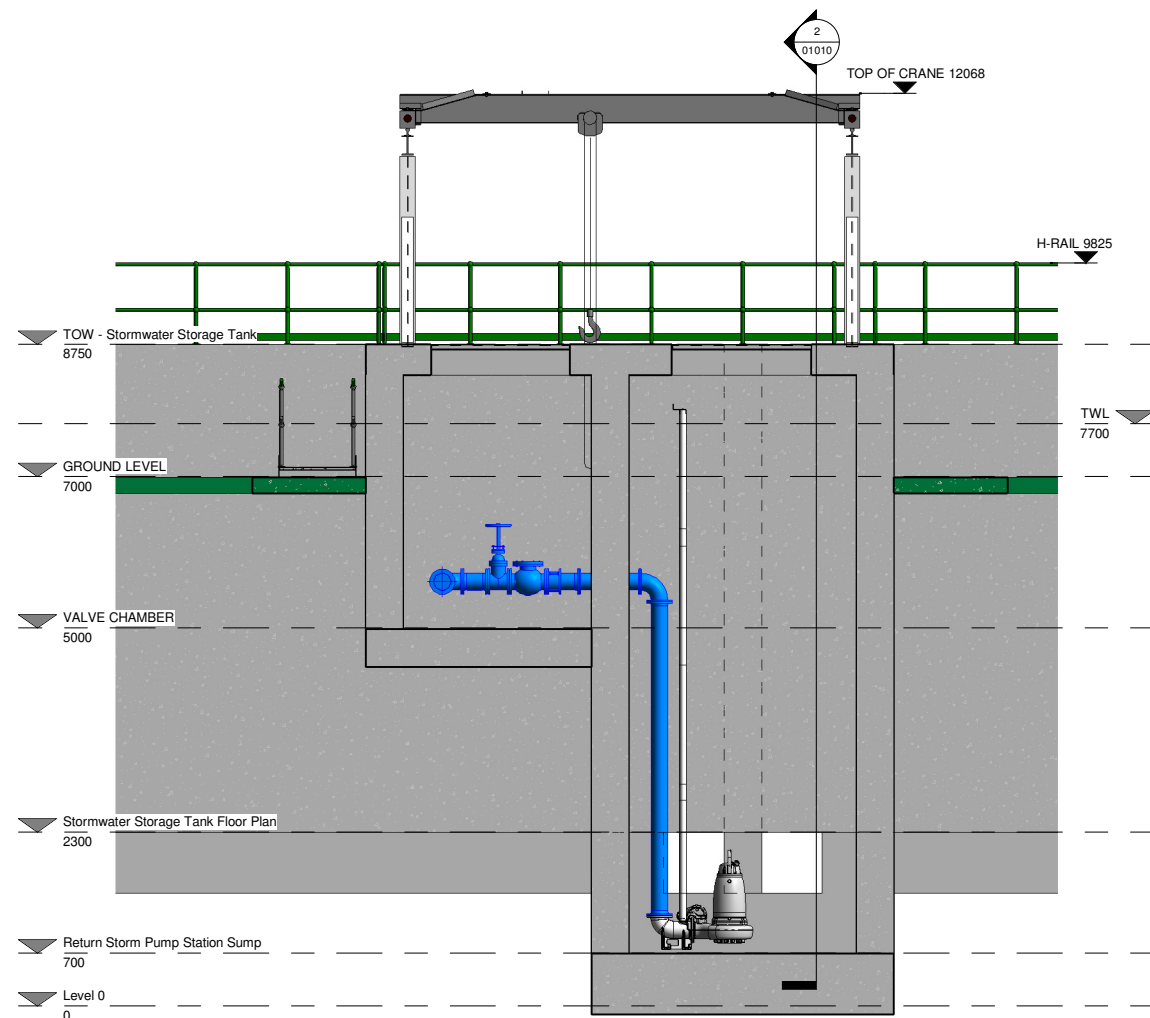 2
01010
TOP OF CRANE 12068
H-RAIL 9825
TOW - Stormwater Storage Tank
8750
TWL
7700
GROUND LEVEL
7000
VALVE CHAMBER
5000
Stormwater Storage Tank Floor Plan
2300
Return Storm Pump Station Sump
700
Level 0
0